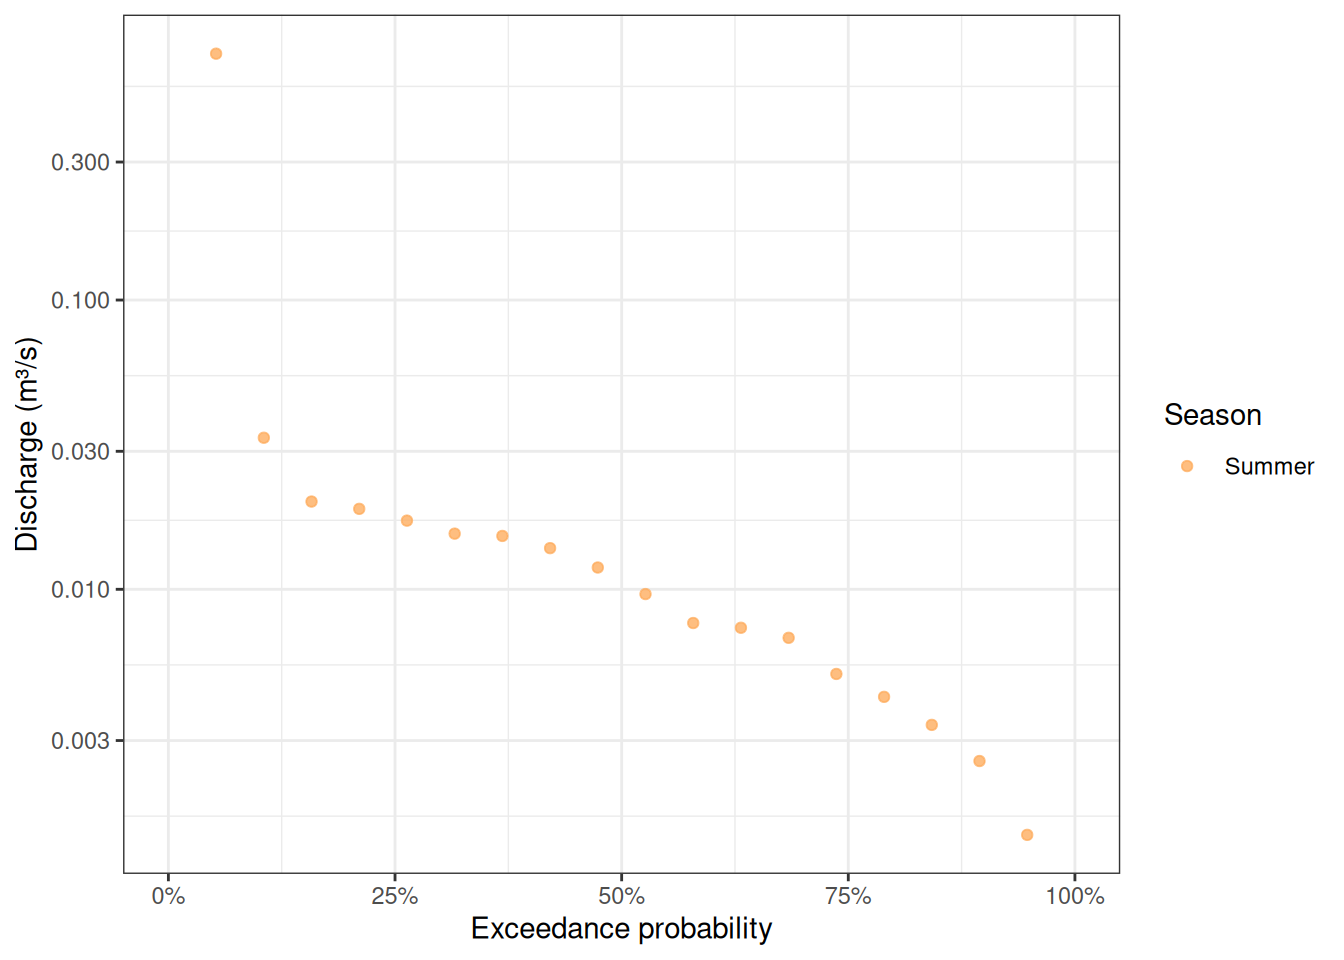 0.300
0.100
0.030
0.010
0.003
Discharge (m³/s)
0%
25%
50%
75%
100%
Exceedance probability
Season
Summer